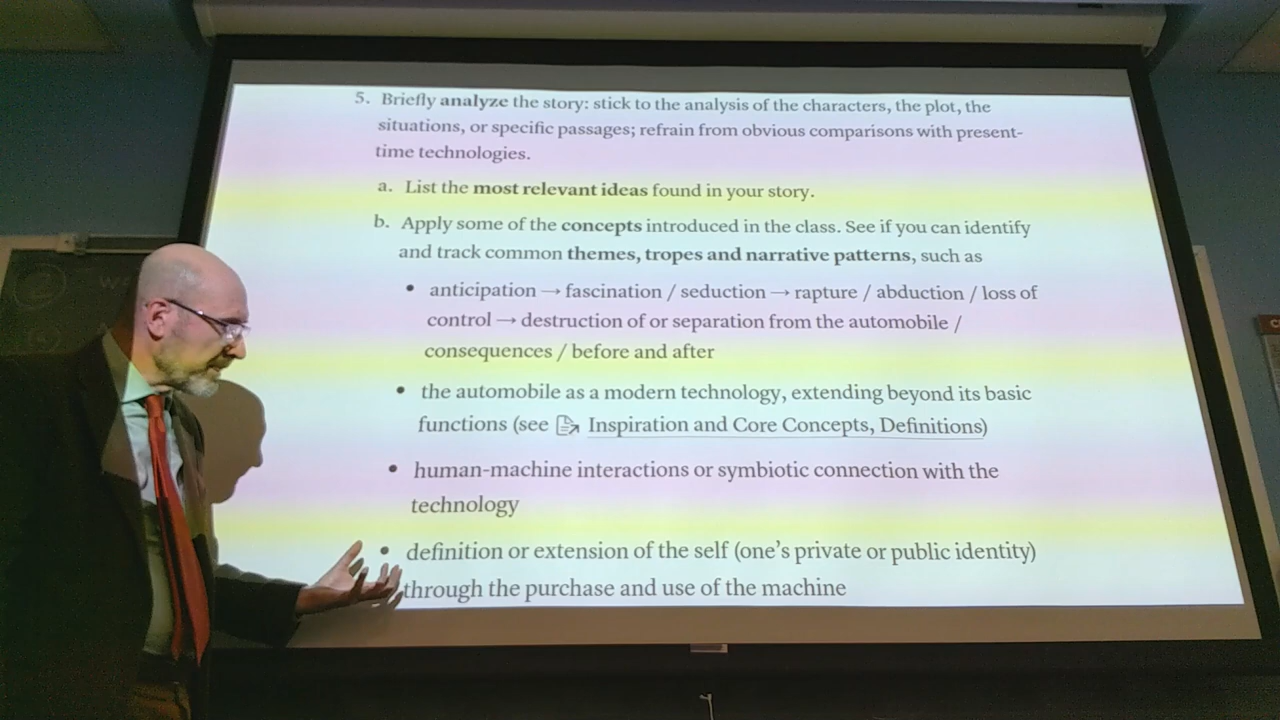 5. Briefly analyze the story: stick to the analysis of the characters, the plot, the
situations, or specific passages; refrain from obvious comparisons with present-
time technologies.
a. List the most relevant ideas found in your story.
b. Apply some of the concepts introduced in the class. See if you can identify
and track common themes, tropes and narrative patterns, such as
• anticipation → fascination / seduction → rapture / abduction / loss of
control → destruction of or separation from the automobile /
consequences / before and after
• the automobile as a modern technology, extending beyond its basic
functions (see Inspiration and Core Concepts, Definitions)
• human-machine interactions or symbiotic connection with the
technology
• definition or extension of the self (one's private or public identity)
through the purchase and use of the machine